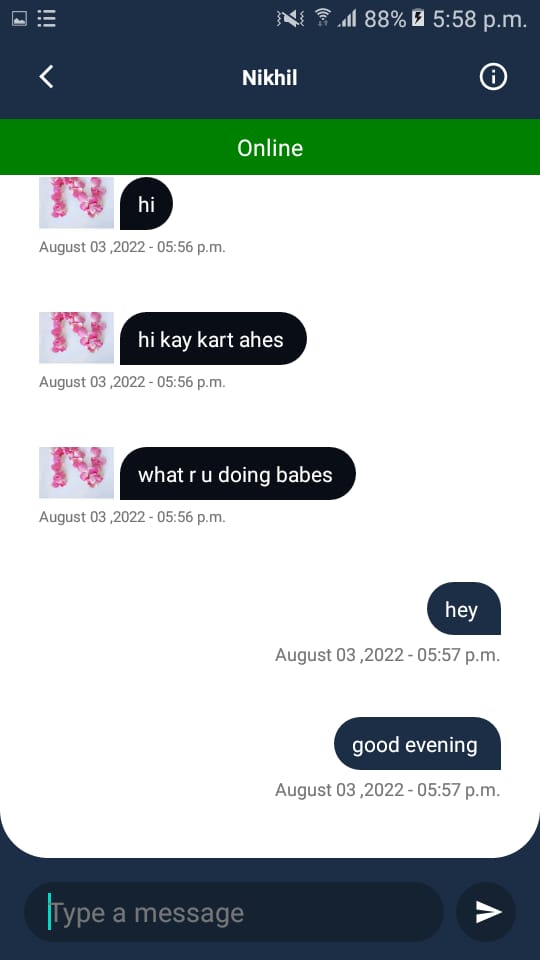 88% 5:58 p.m.
Nikhil
Online
hi
August 03 ,2022 - 05:56 p.m.
hi kay kart ahes
August 03 ,2022 - 05:56 p.m.
what r u doing babes
August 03 ,2022 - 05:56 p.m.
hey
August 03 ,2022 - 05:57 p.m.
good evening
August 03 ,2022 - 05:57 p.m.
Type a message